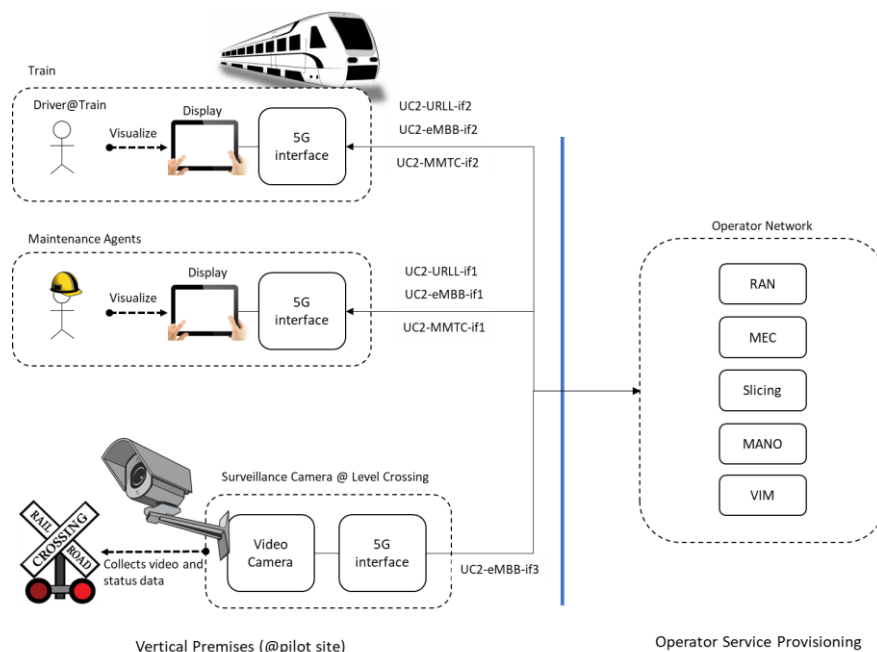 Train
Driver@Train
Visualize
Display
5G
interface
UC2-URLL-if2
UC2-eMBB-if2
UC2-MMTC-if2
Maintenance Agents
Visualize
Display
5G
interface
UC2-URLL-if1
UC2-eMBB-if1
UC2-MMTC-if1
Surveillance Camera @ Level Crossing
RAIL
ROAD
CROSSING
Collects video and
status data
Video
Camera
5G
interface
UC2-eMBB-if3
Operator Network
RAN
MEC
Slicing
MANO
VIM
Vertical Premises (@pilot site)
Operator Service Provisioning